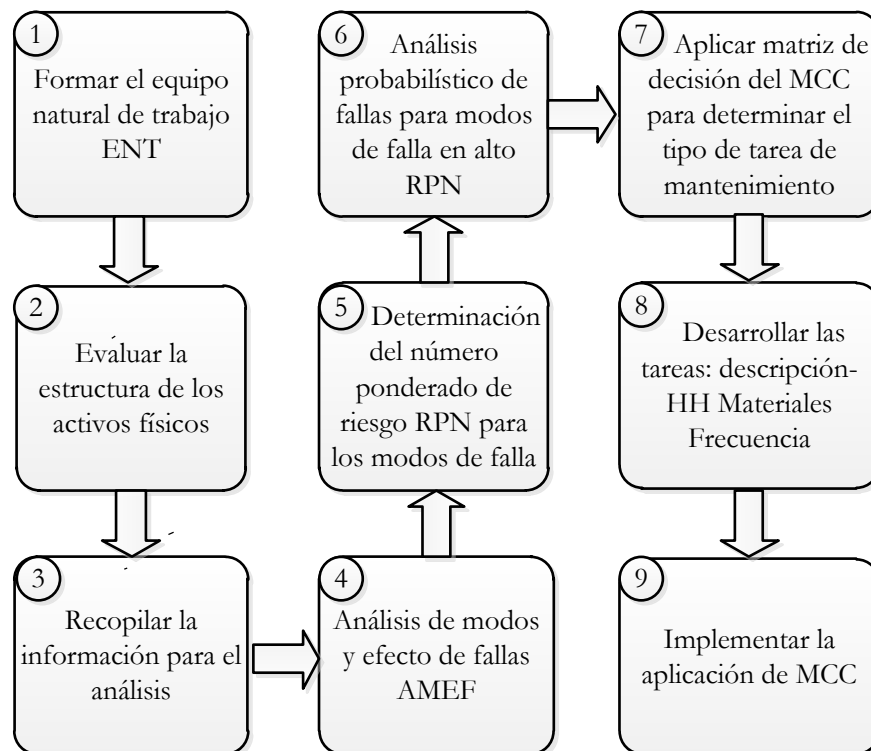 1
Formar el equipo
natural de trabajo
ENT
2
Evaluar la
estructura de los
activos físicos
3
Recopilar la
información para el
análisis
4
Análisis de modos
y efecto de fallas
AMEF
5
Determinación
del número
ponderado de
riesgo RPN para
los modos de falla
6
Análisis
probabilístico de
fallas para modos
de falla en alto
RPN
7
Aplicar matriz de
decisión del MCC
para determinar el
tipo de tarea de
mantenimiento
8
Desarrollar las
tareas: descripción-
HH Materiales
Frecuencia
9
Implementar la
aplicación de MCC